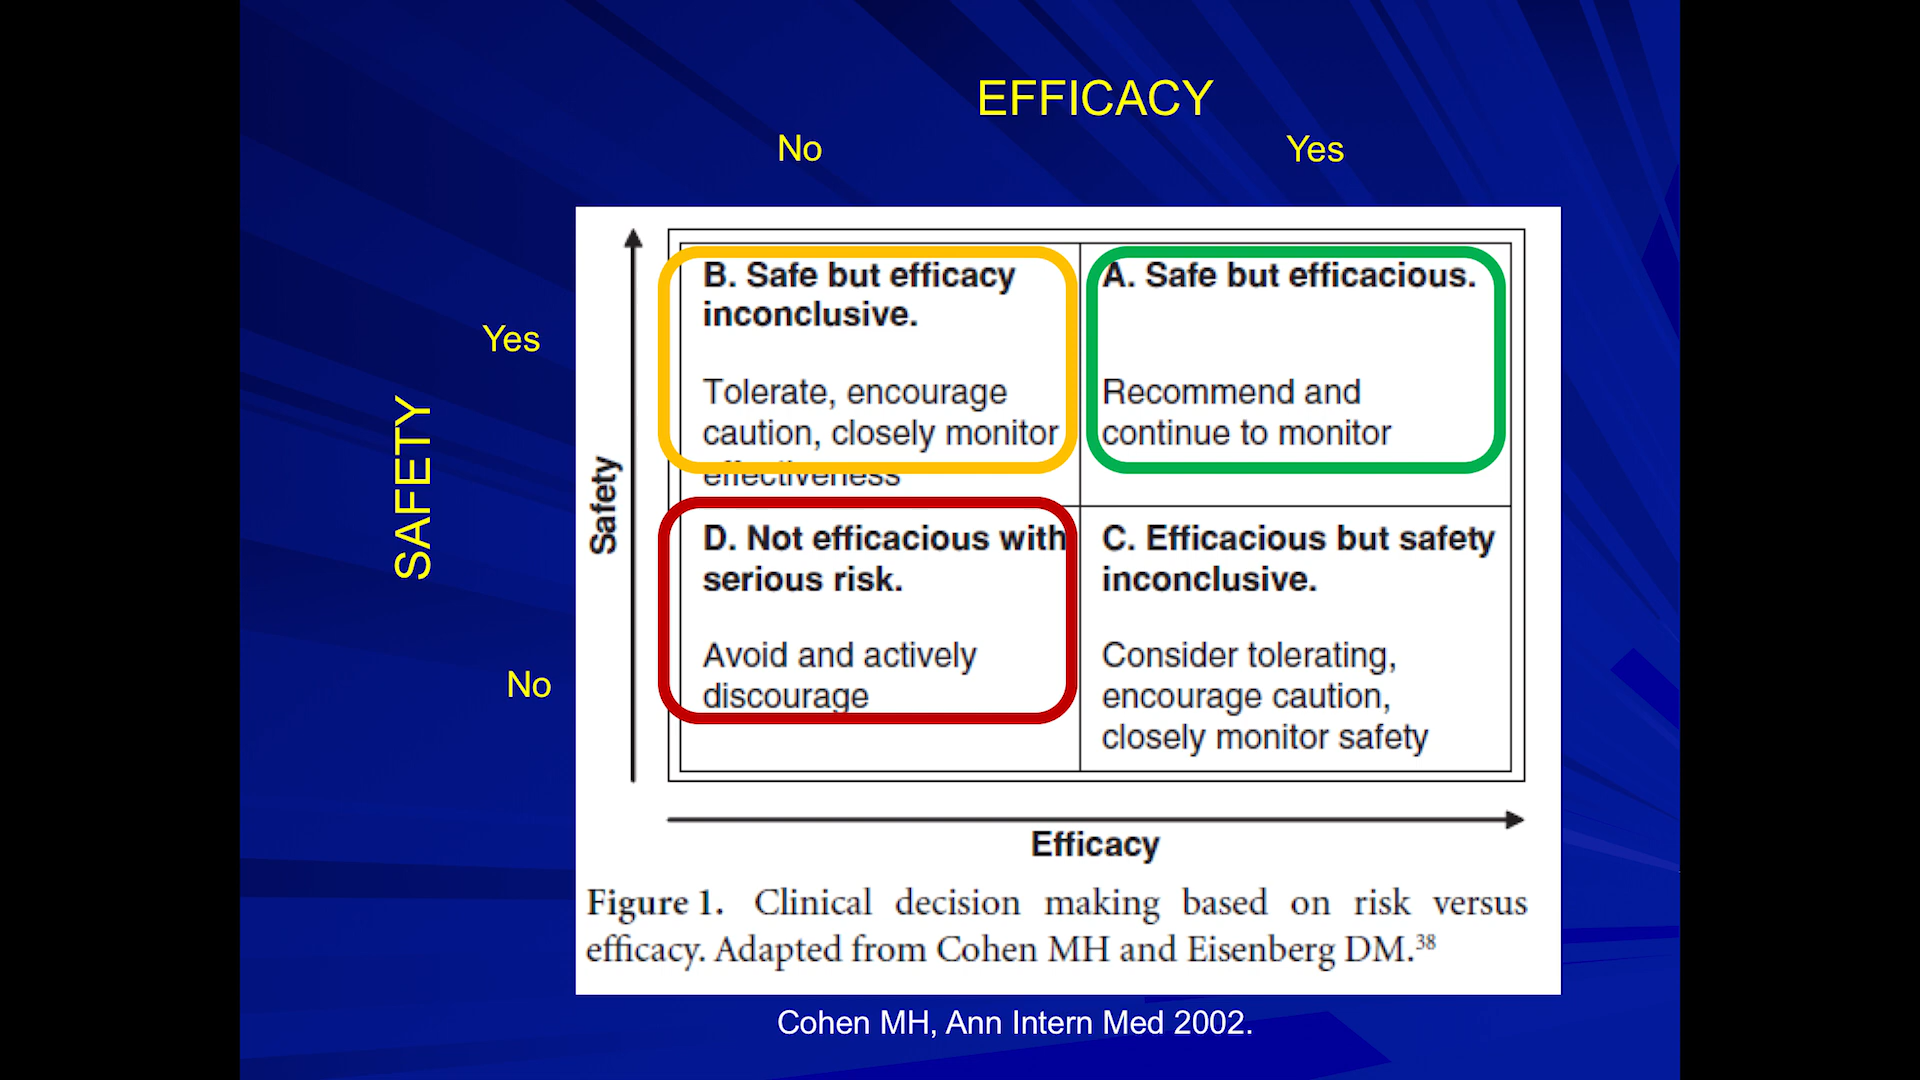 EFFICACY
No
Yes
Yes
SAFETY
No
Safety
B. Safe but efficacy
inconclusive.
Tolerate, encourage
caution, closely monitor
effectiveness
A. Safe but efficacious.
Recommend and
continue to monitor
D. Not efficacious with
serious risk.
Avoid and actively
discourage
C. Efficacious but safety
inconclusive.
Consider tolerating,
encourage caution,
closely monitor safety
Efficacy
Figure 1. Clinical decision making based on risk versus
efficacy. Adapted from Cohen MH and Eisenberg DM.38
Cohen MH, Ann Intern Med 2002.